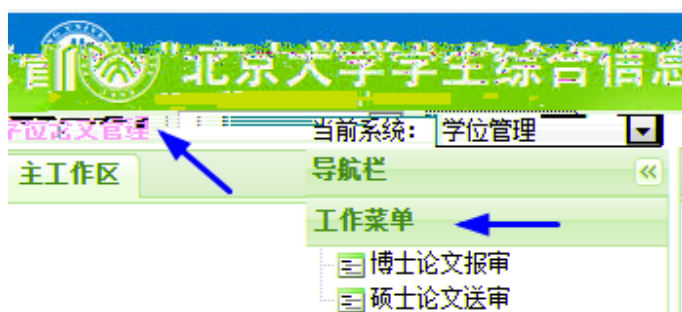 北京大学学生综合信息
学位论文管理
当前系统： 学位管理
主工作区
导航栏
工作菜单
博士论文报审
硕士论文送审